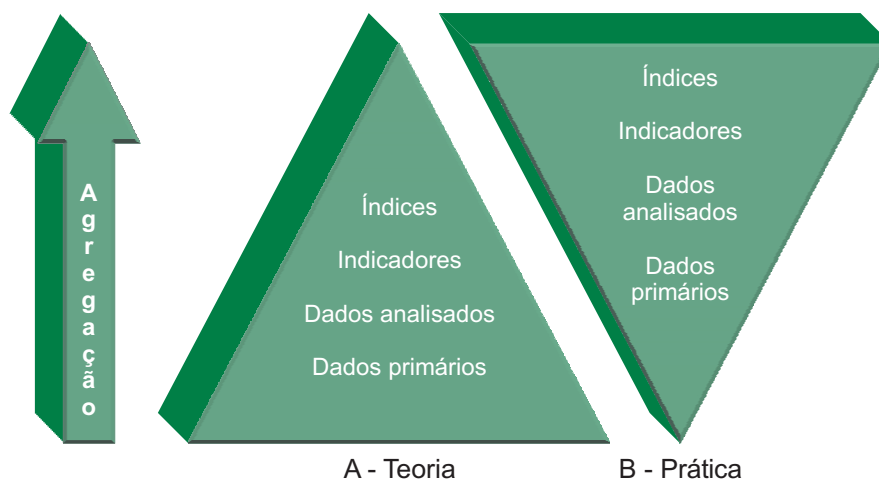 Agregação
Índices
Indicadores
Dados analisados
Dados primários
A - Teoria
Índices
Indicadores
Dados
analisados
Dados
primários
B - Prática